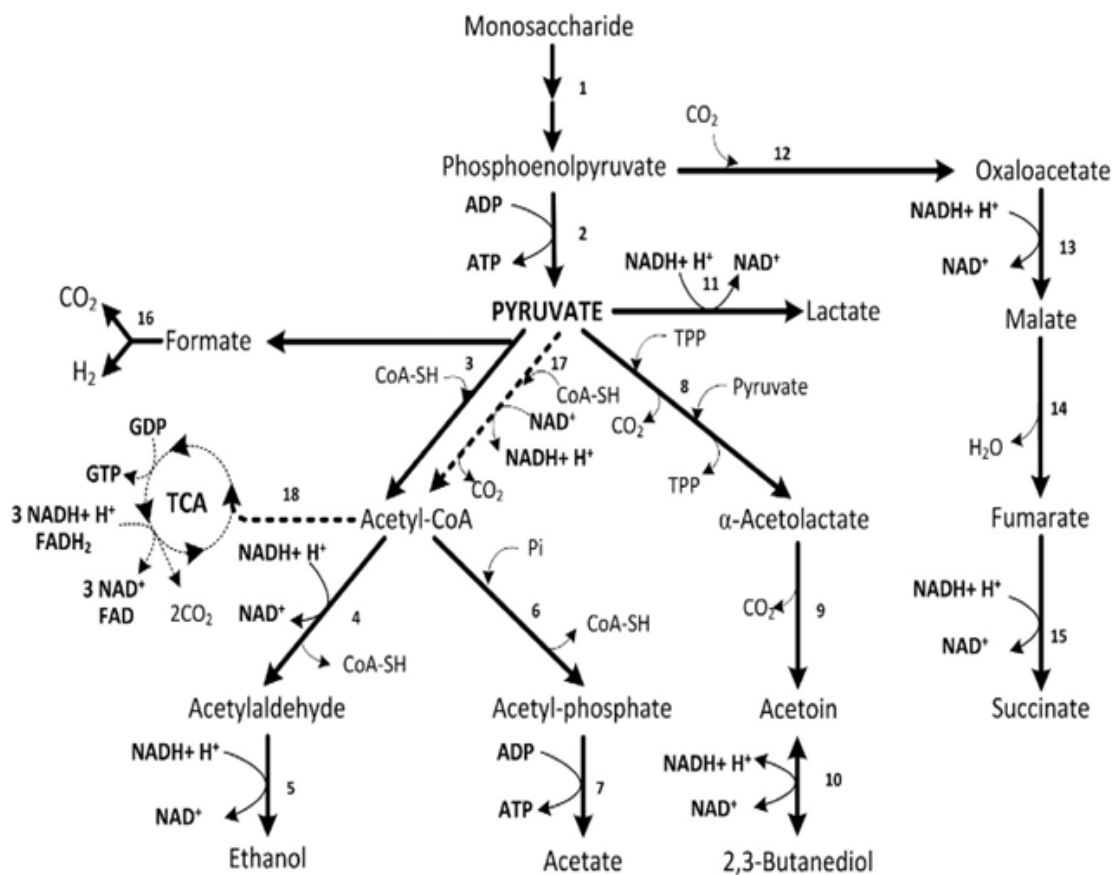 Monosaccharide
1
CO₂
12
Phosphoenolpyruvate
Oxaloacetate
ADP
2
ATP
NADH+ H⁺
13
NAD⁺
NADH+ H⁺
NAD⁺
11
CO₂
16
Formate
H₂
PYRUVATE
Lactate
Malate
3
CoA-SH
17
CoA-SH
NAD⁺
NADH+ H⁺
CO₂
TPP
8
Pyruvate
CO₂
TPP
14
H₂O
GDP
GTP
TCA
18
3 NADH+ H⁺
FADH₂
3 NAD⁺
FAD
2CO₂
Acetyl-CoA
α-Acetolactate
Fumarate
NADH+ H⁺
NAD⁺
4
CoA-SH
Pi
6
CoA-SH
CO₂
9
NADH+ H⁺
NAD⁺
15
Acetylaldehyde
Acetyl-phosphate
Acetoin
Succinate
NADH+ H⁺
5
NAD⁺
ADP
7
ATP
NADH+ H⁺
10
NAD⁺
Ethanol
Acetate
2,3-Butanediol